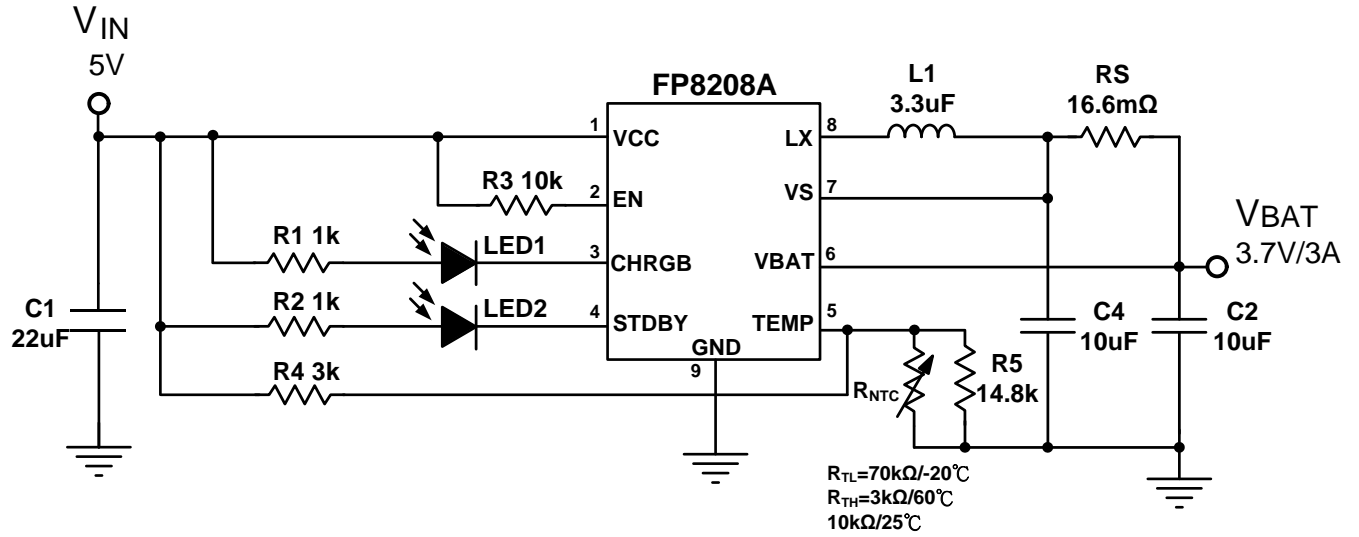 VIN
5V
FP8208A
L1
3.3uF
RS
16.6mΩ
1
VCC
LX
8
R3 10k
2
EN
VS
7
R1 1k
LED1
3
CHRGB
VBAT
6
VBAT
3.7V/3A
C1
22uF
R2 1k
LED2
4
STDBY
TEMP
5
C4
10uF
C2
10uF
GND
9
R4 3k
RNTC
R5
14.8k
RTL=70kΩ/-20℃
RTH=3kΩ/60℃
10kΩ/25℃